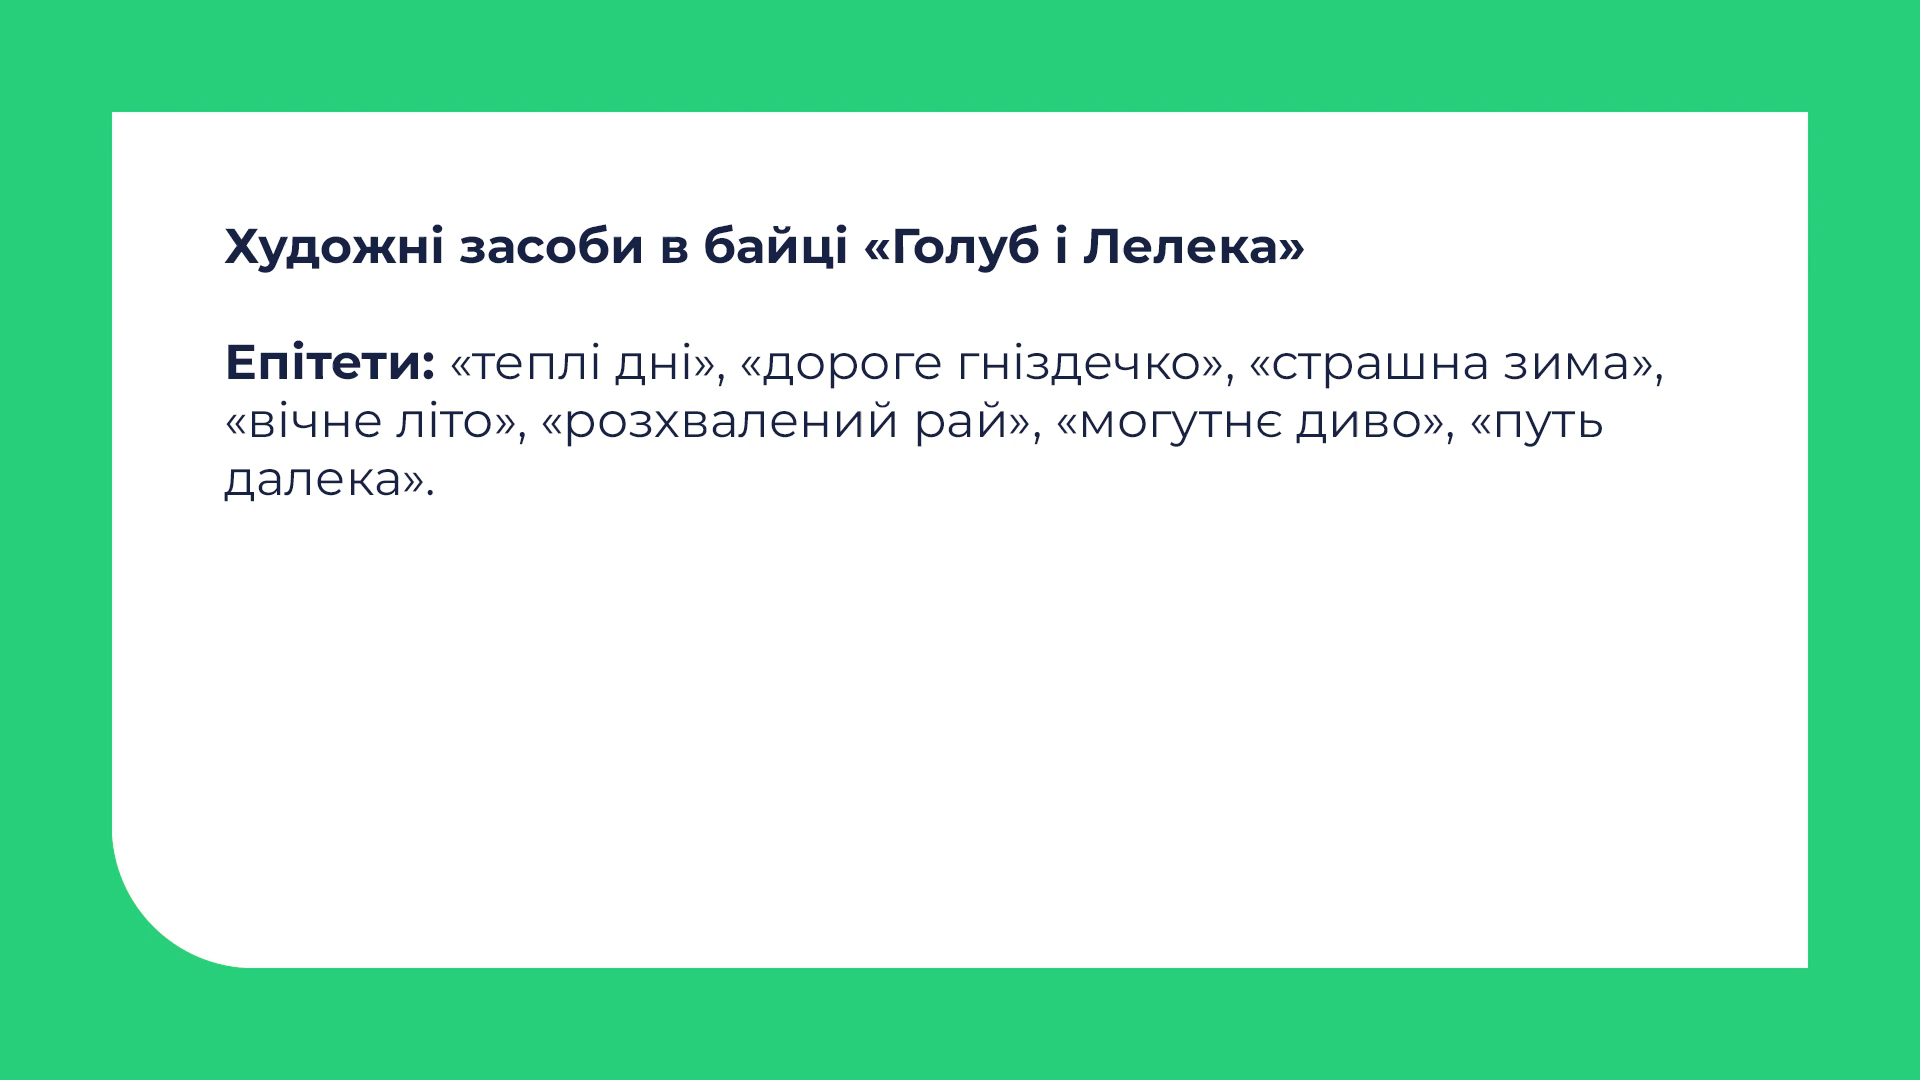 Художні засоби в байці «Голуб і Лелека»
Епітети: «теплі дні», «дороге гніздечко», «страшна зима»,
«вічне літо», «розхвалений рай», «могутнє диво», «путь
далека».